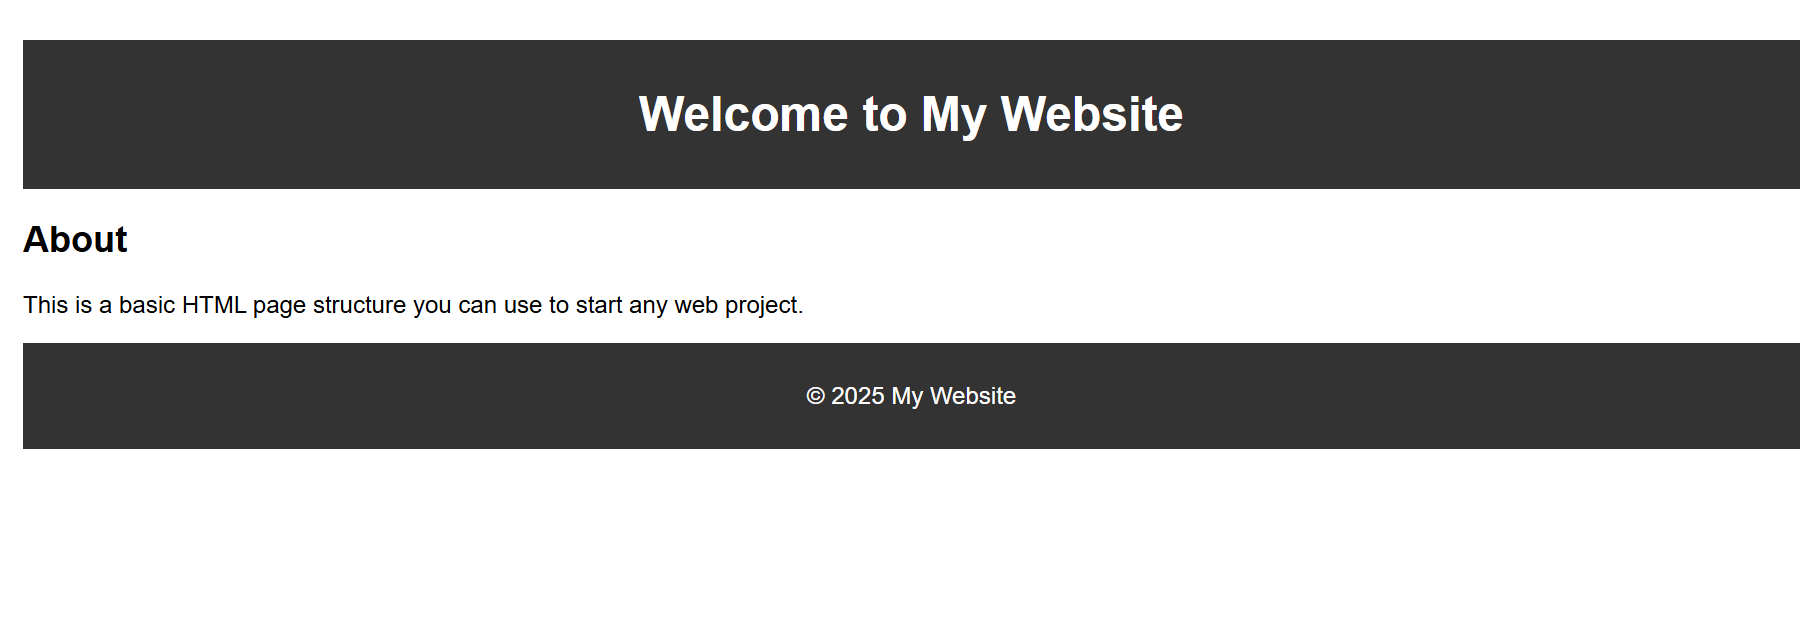 Welcome to My Website
About
This is a basic HTML page structure you can use to start any web project.
© 2025 My Website